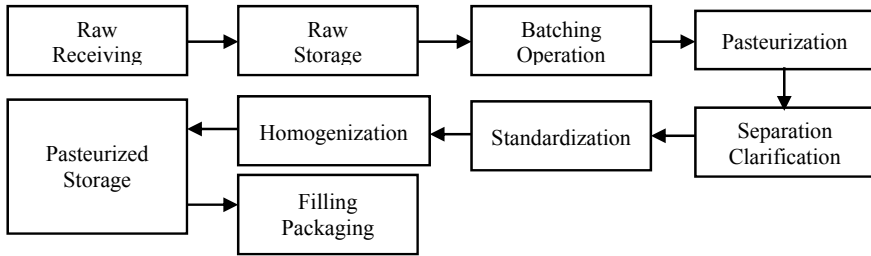 Raw
Receiving
Raw
Storage
Batching
Operation
Pasteurization
Separation
Clarification
Standardization
Homogenization
Pasteurized
Storage
Filling
Packaging